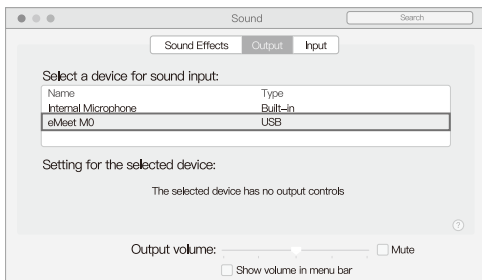 Sound
Search
Sound Effects Output Input
Select a device for sound input:
Name Type
Internal Microphone Built-in
eMeet M0 USB
Setting for the selected device:
The selected device has no output controls
?
Output volume: Mute
Show volume in menu bar